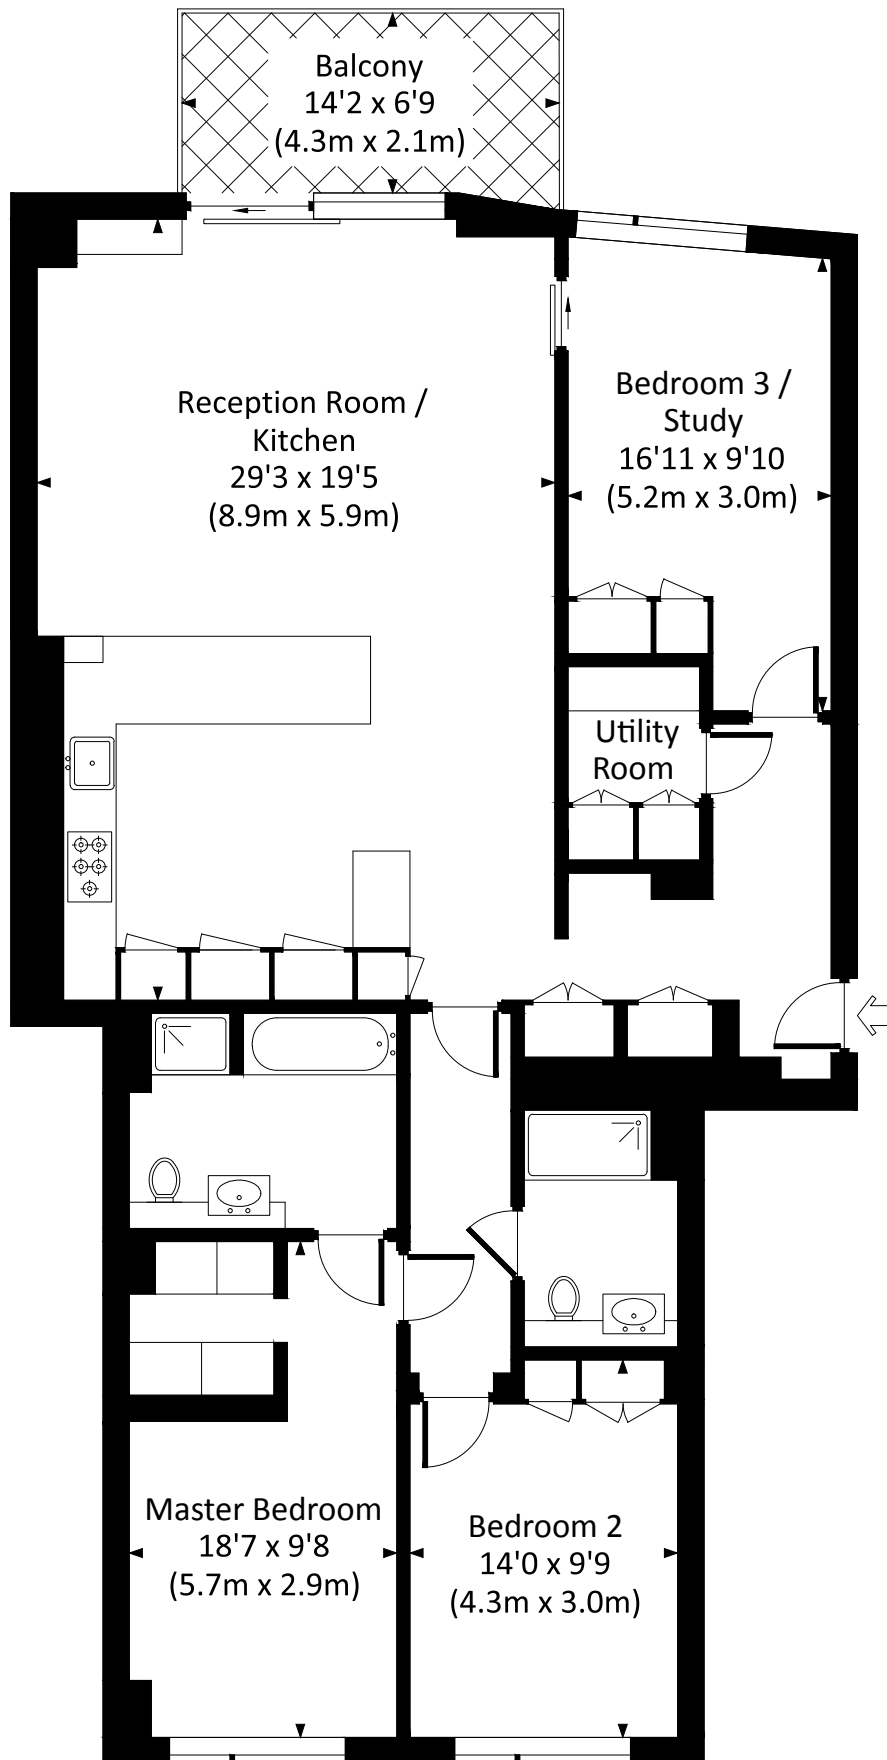 Balcony
14'2 x 6'9
(4.3m x 2.1m)
Reception Room /
Kitchen
29'3 x 19'5
(8.9m x 5.9m)
Bedroom 3 /
Study
16'11 x 9'10
(5.2m x 3.0m)
Utility
Room
Master Bedroom
18'7 x 9'8
(5.7m x 2.9m)
Bedroom 2
14'0 x 9'9
(4.3m x 3.0m)